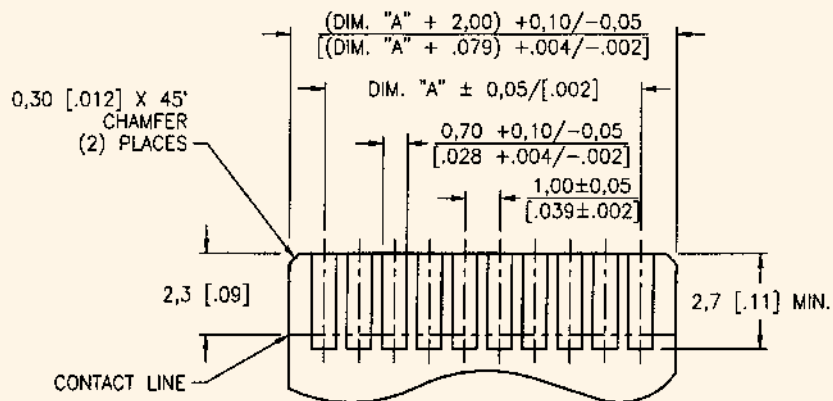 (DIM. "A" + 2,00) +0,10/-0,05
[(DIM. "A" + .079) +.004/-.002]
DIM. "A" ± 0,05/[.002]
0,30 [.012] X 45'
CHAMFER
(2) PLACES
0,70 +0,10/-0,05
[.028 +.004/-.002]
1,00±0,05
[.039±.002]
2,3 [.09]
2,7 [.11] MIN.
CONTACT LINE